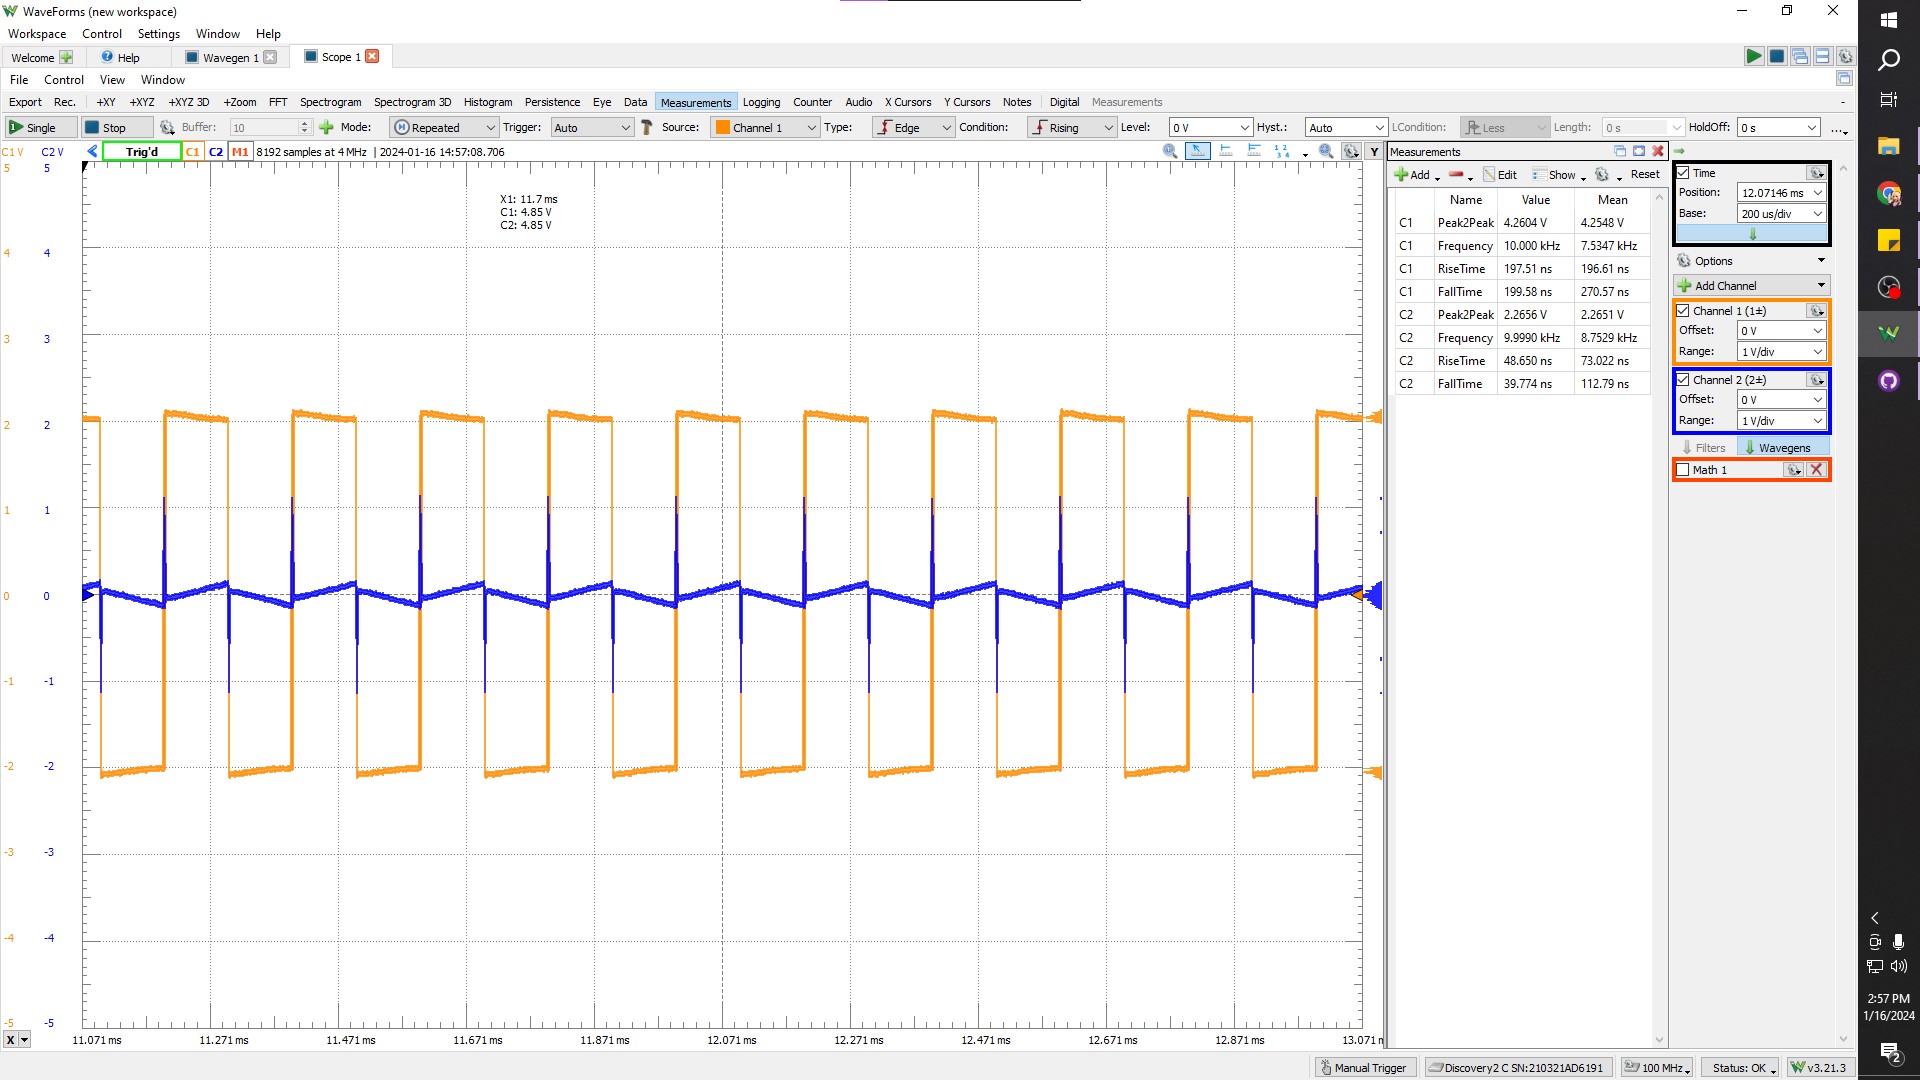 WaveForms (new workspace)
Workspace Control Settings Window Help
Welcome Help Wavegen 1 Scope 1
File Control View Window
Export Rec. +XY +XYZ +XYZ 3D +Zoom FFT Spectrogram Spectrogram 3D Histogram Persistence Eye Data Measurements Logging Counter Audio X Cursors Y Cursors Notes Digital Measurements
Single Stop Buffer: 10 Mode: Repeated Trigger: Auto Source: Channel 1 Type: Edge Condition: Rising Level: 0 V Hyst.: Auto LCondition: Less Length: 0 s HoldOff: 0 s ...
C1 V C2 V Trig'd C1 C2 M1 8192 samples at 4 MHz | 2024-01-16 14:57:08.706 Y
X1: 11.7 ms
C1: 4.85 V
C2: 4.85 V
5 5
4 4
3 3
2 2
1 1
0 0
-1 -1
-2 -2
-3 -3
-4 -4
-5 -5
X 11.071 ms 11.271 ms 11.471 ms 11.671 ms 11.871 ms 12.071 ms 12.271 ms 12.471 ms 12.671 ms 12.871 ms 13.071 m
Measurements
Add Edit Show Reset
Name Value Mean
C1 Peak2Peak 4.2604 V 4.2548 V
C1 Frequency 10.000 kHz 7.5347 kHz
C1 RiseTime 197.51 ns 196.61 ns
C1 FallTime 199.58 ns 270.57 ns
C2 Peak2Peak 2.2656 V 2.2651 V
C2 Frequency 9.9990 kHz 8.7529 kHz
C2 RiseTime 48.650 ns 73.022 ns
C2 FallTime 39.774 ns 112.79 ns
Time
Position: 12.07146 ms
Base: 200 us/div
Options
Add Channel
Channel 1 (1±)
Offset: 0 V
Range: 1 V/div
Channel 2 (2±)
Offset: 0 V
Range: 1 V/div
Filters Wavegens
Math 1
Manual Trigger Discovery2 C SN:210321AD6191 100 MHz Status: OK v3.21.3
2:57 PM
1/16/2024
2